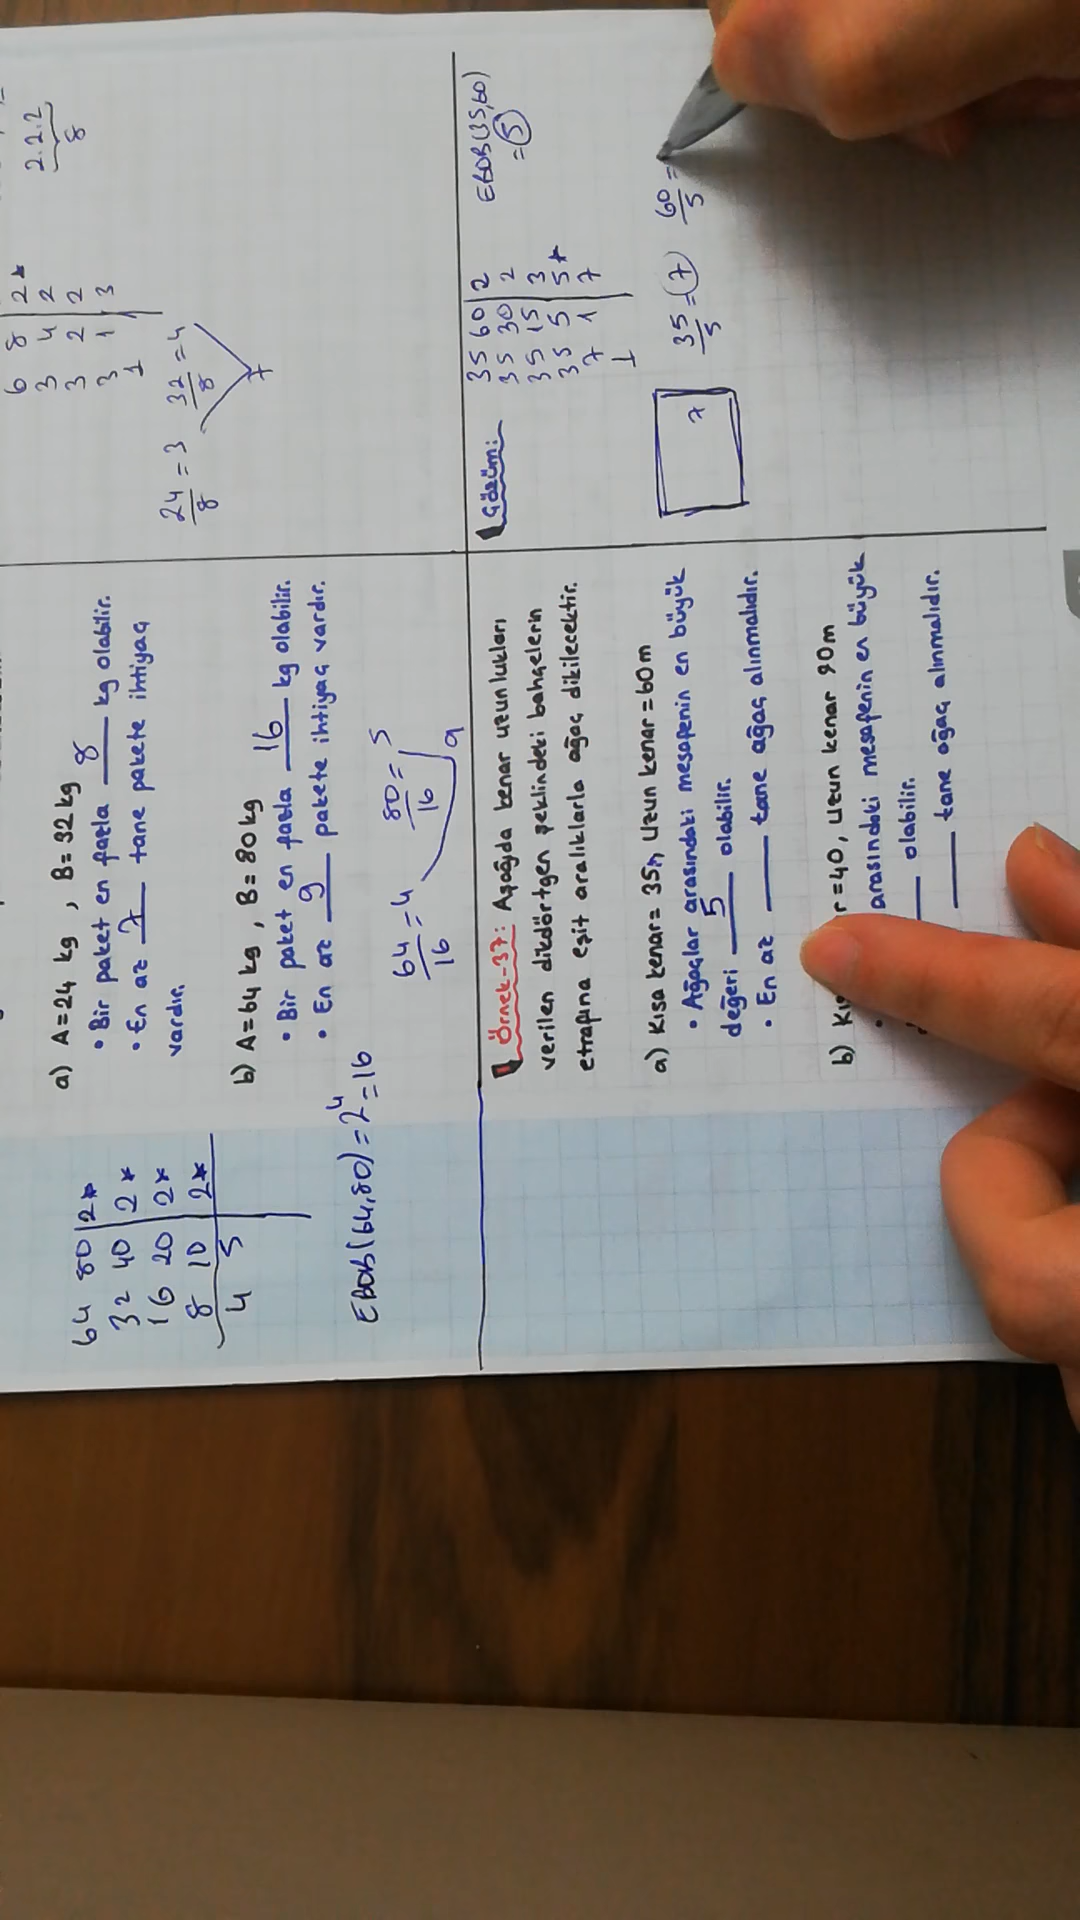 2.2.2
8
6 8 2*
3 4 2
3 2 2
3 1 3
1
24/8 = 3 32/8 = 4
7
a) A=24 kg , B=32 kg
• Bir paket en fazla 8 kg olabilir.
• En az 7 tane pakete ihtiyaç
vardır.
b) A=64 kg , B=80 kg
• Bir paket en fazla 16 kg olabilir.
• En az 9 pakete ihtiyaç vardır.
64/16 = 4 80/16 = 5
9
64 80 2*
32 40 2*
16 20 2*
8 10 2*
4 5
EBOB(64,80)=2⁴=16
Örnek-37: Aşağıda kenar uzunlukları
verilen dikdörtgen şeklindeki bahçelerin
etrafına eşit aralıklarla ağaç dikilecektir.
a) Kısa kenar=35m, Uzun kenar=60m
• Ağaçlar arasındaki mesafenin en büyük
değeri 5 olabilir.
• En az ___ tane ağaç alınmalıdır.
b) r=40, uzun kenar 90m
arasındaki mesafenin en büyük
___ olabilir.
___ tane ağaç alınmalıdır.
Çözüm:
35 60 2
35 30 2
35 15 3
35 5 5*
7 1 7
1
EBOB(35,60)
=5
7
35/5 = 7 60/5 =